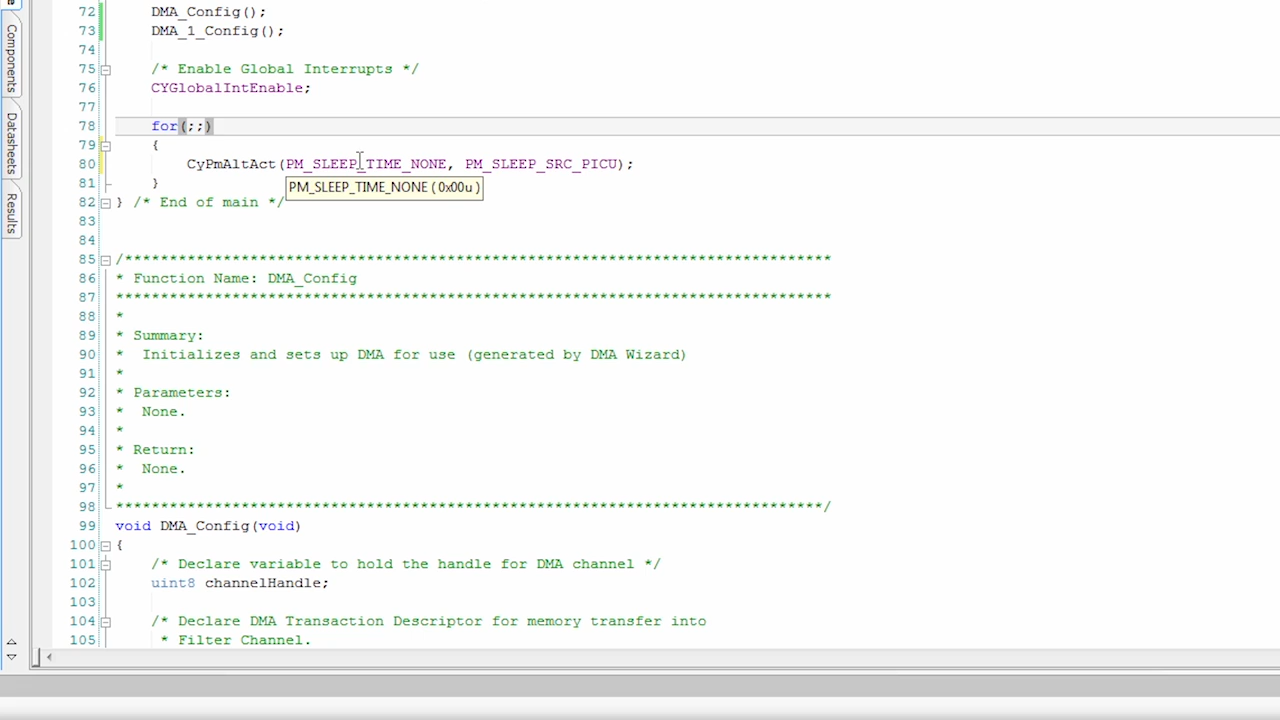 Components
Datasheets
Results
72 DMA_Config();
73 DMA_1_Config();
74
75 /* Enable Global Interrupts */
76 CYGlobalIntEnable;
77
78 for(;;)
79 {
80 CyPmAltAct(PM_SLEEP_TIME_NONE, PM_SLEEP_SRC_PICU);
81 }
PM_SLEEP_TIME_NONE ( 0x00u )
82 } /* End of main */
83
84
85 /*******************************************************************************
86 * Function Name: DMA_Config
87 ********************************************************************************
88 *
89 * Summary:
90 *  Initializes and sets up DMA for use (generated by DMA Wizard)
91 *
92 * Parameters:
93 *  None.
94 *
95 * Return:
96 *  None.
97 *
98 *******************************************************************************/
99 void DMA_Config(void)
100 {
101 /* Declare variable to hold the handle for DMA channel */
102 uint8 channelHandle;
103
104 /* Declare DMA Transaction Descriptor for memory transfer into
105 * Filter Channel.